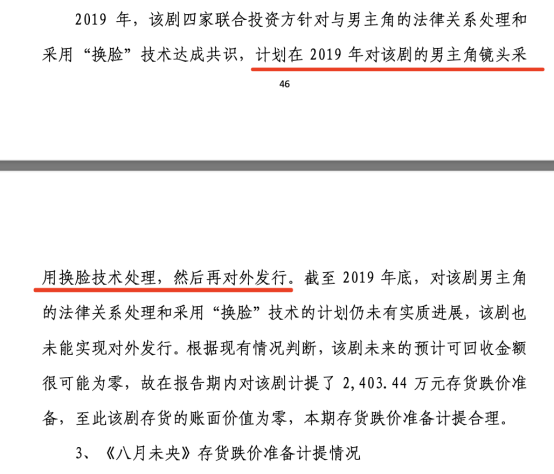 2019 年，该剧四家联合投资方针对与男主角的法律关系处理和
采用“换脸”技术达成共识，计划在 2019 年对该剧的男主角镜头采
46
用换脸技术处理，然后再对外发行。截至 2019 年底，对该剧男主角
的法律关系处理和采用“换脸”技术的计划仍未有实质进展，该剧也
未能实现对外发行。根据现有情况判断，该剧未来的预计可回收金额
很可能为零，故在报告期内对该剧计提了 2,403.44 万元存货跌价准
备，至此该剧存货的账面价值为零，本期存货跌价准备计提合理。
3、《八月未央》存货跌价准备计提情况